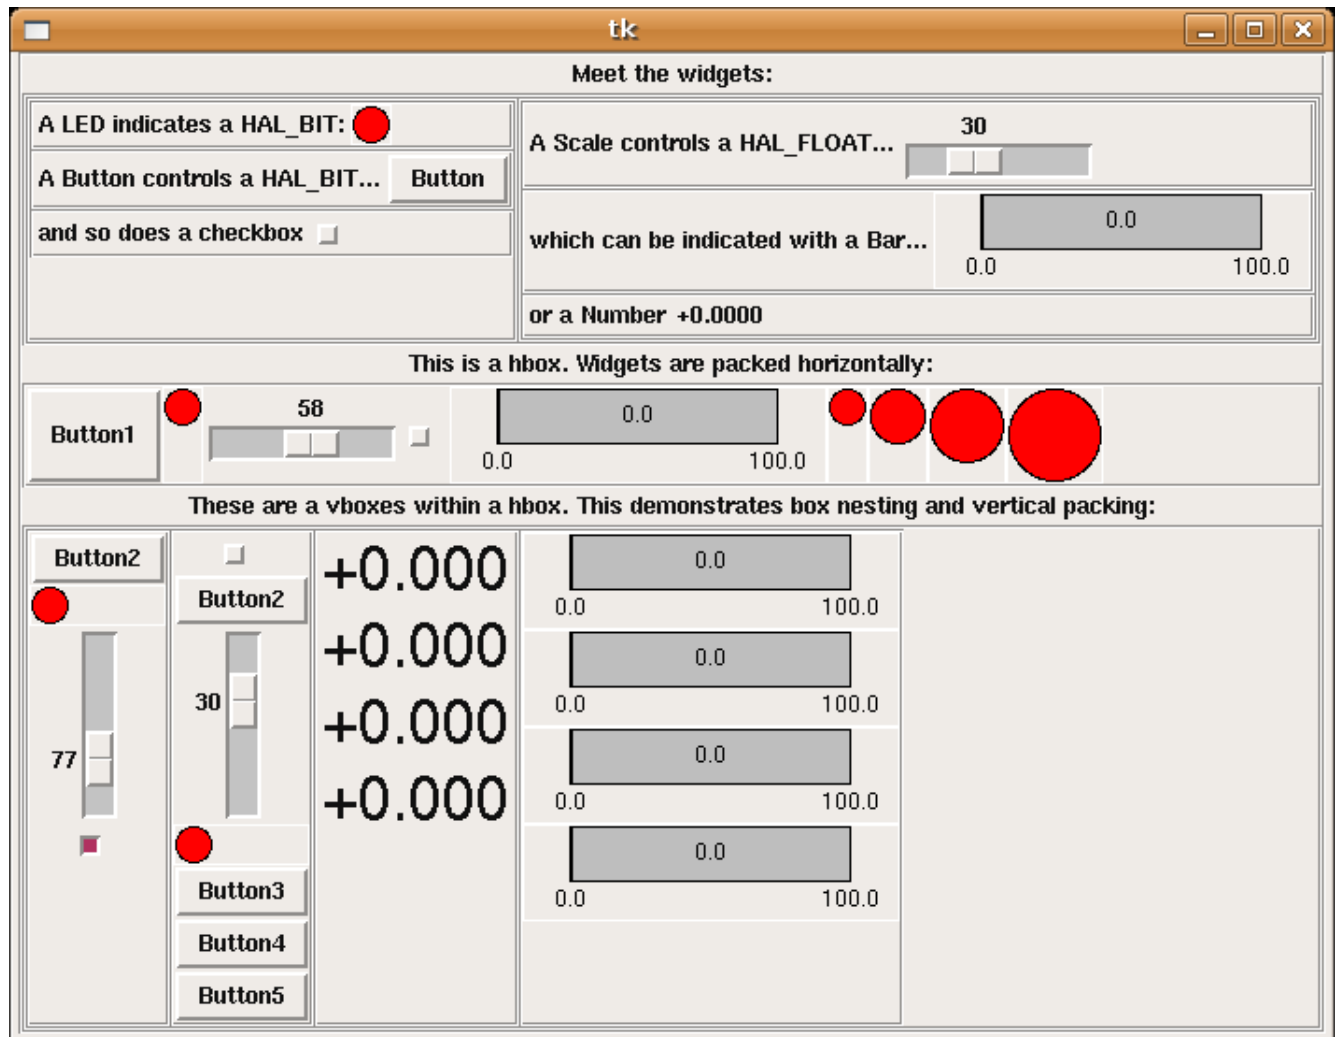 tk
Meet the widgets:
A LED indicates a HAL_BIT:
A Button controls a HAL_BIT... Button
and so does a checkbox
30
A Scale controls a HAL_FLOAT...
0.0
which can be indicated with a Bar...
0.0 100.0
or a Number +0.0000
This is a hbox. Widgets are packed horizontally:
58
0.0
Button1
0.0 100.0
These are a vboxes within a hbox. This demonstrates box nesting and vertical packing:
Button2
77
Button2
30
Button3
Button4
Button5
+0.000
+0.000
+0.000
+0.000
0.0
0.0 100.0
0.0
0.0 100.0
0.0
0.0 100.0
0.0
0.0 100.0